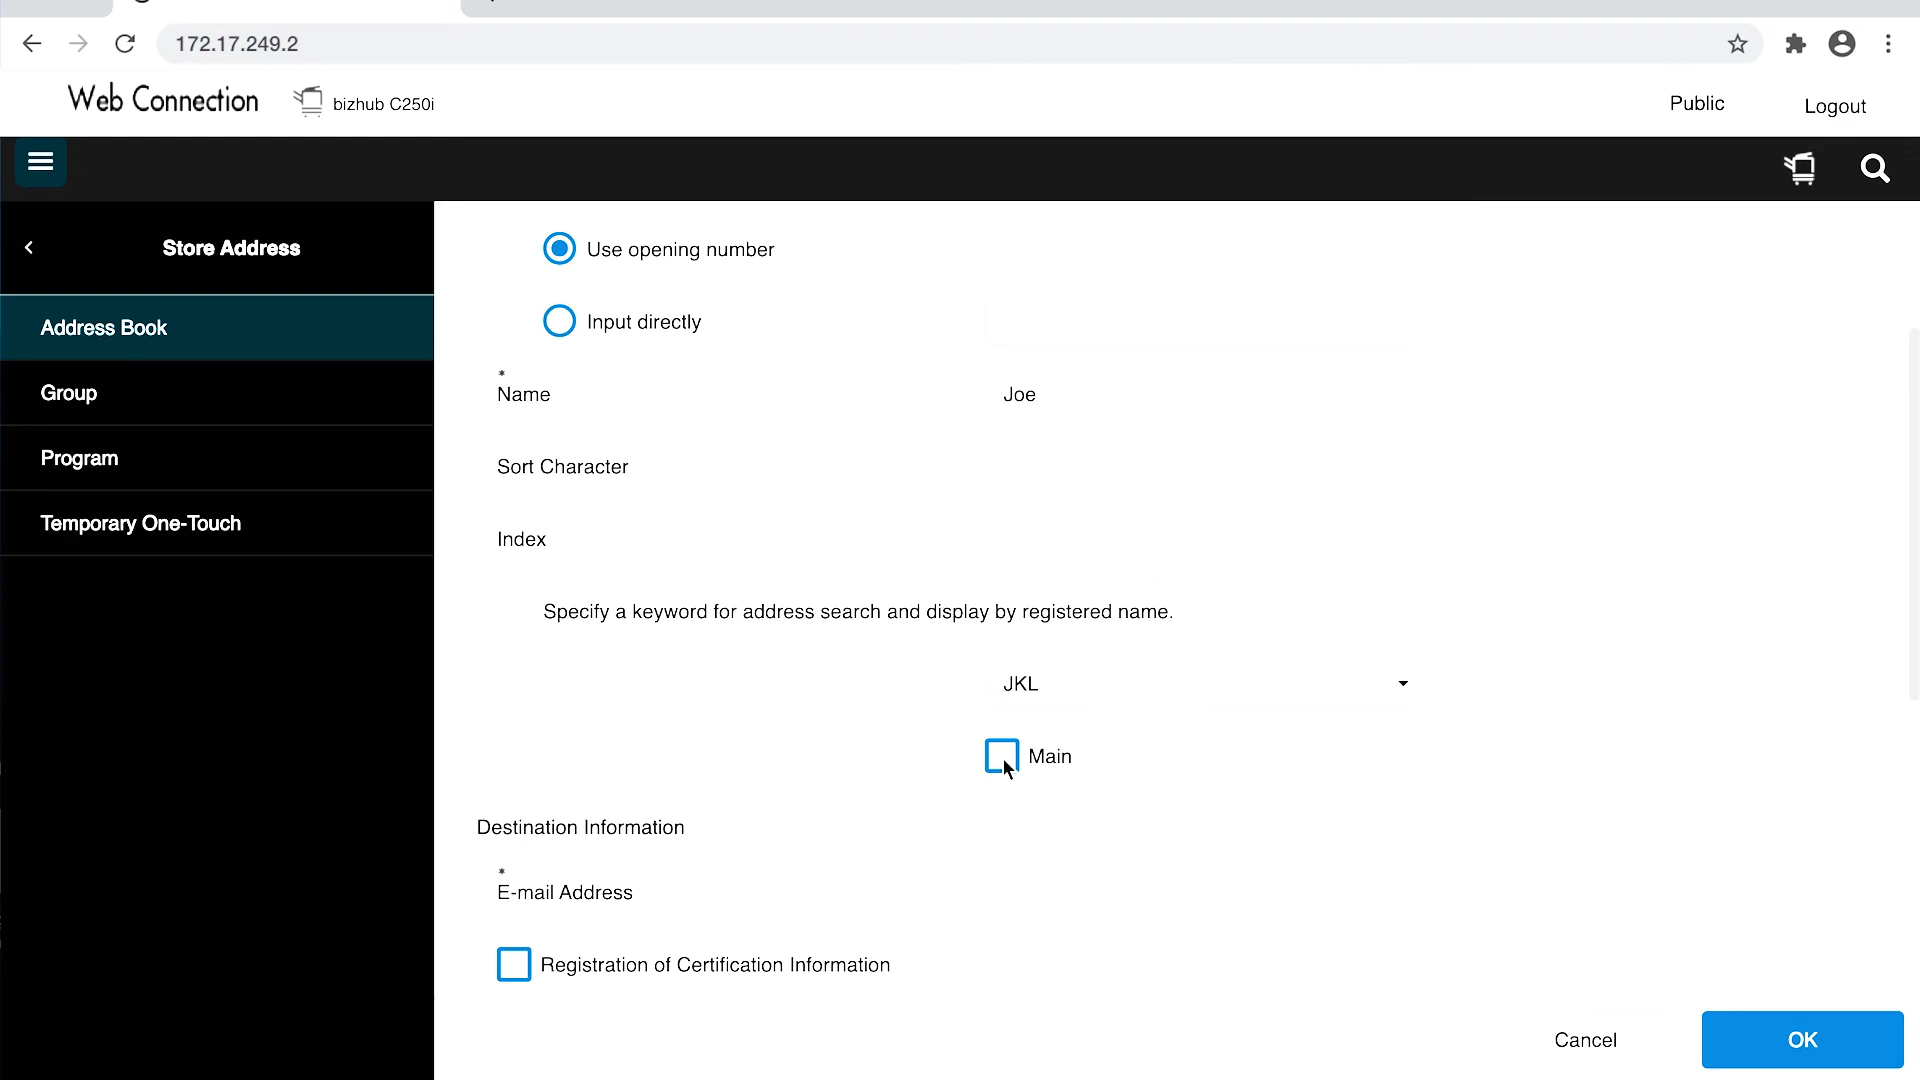 172.17.249.2
Web Connection bizhub C250i Public Logout
Store Address
Address Book
Group
Program
Temporary One-Touch
Use opening number
Input directly
*
Name Joe
Sort Character
Index
Specify a keyword for address search and display by registered name.
JKL
Main
Destination Information
*
E-mail Address
Registration of Certification Information
Cancel OK